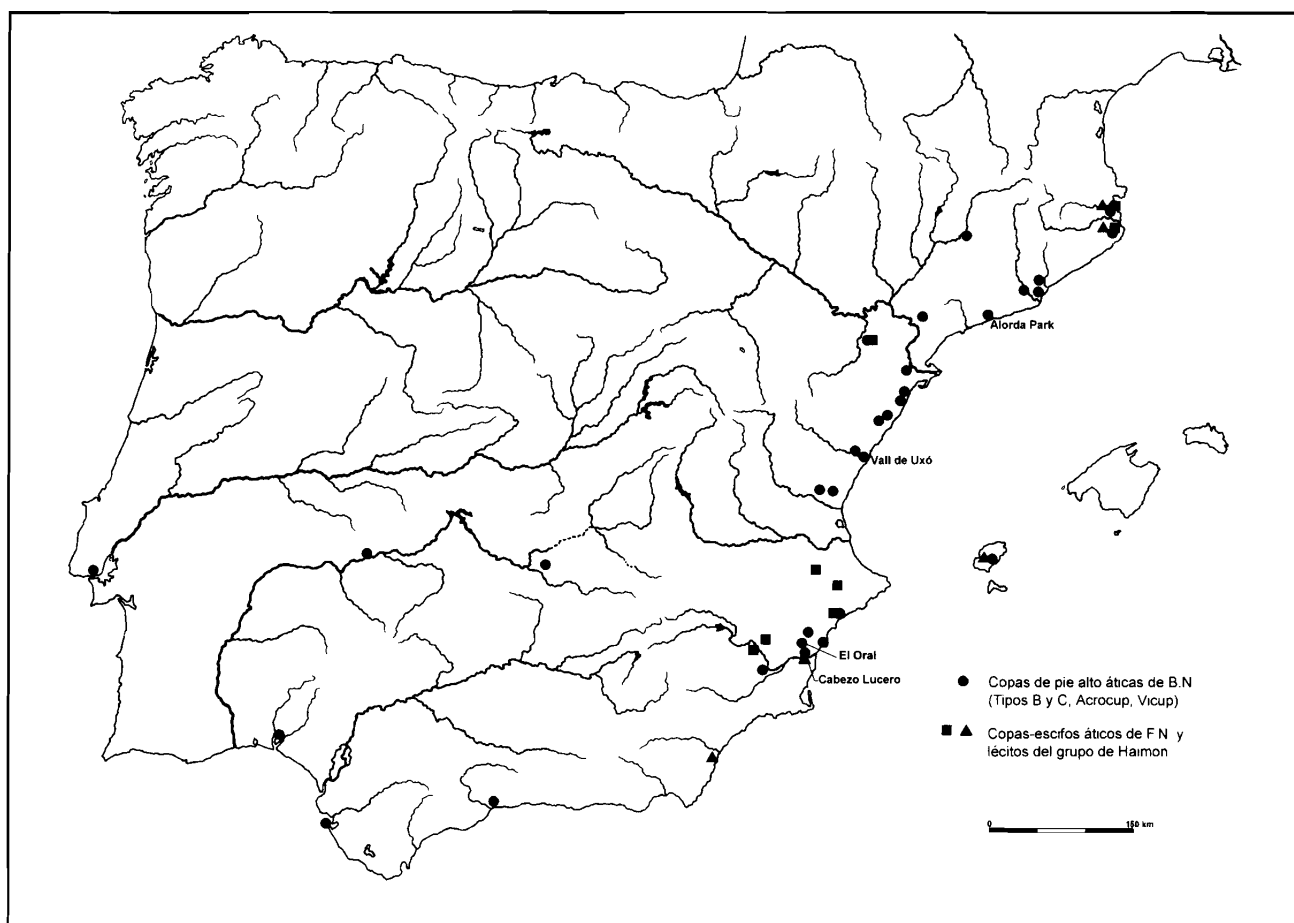 Alorda Park
Vall de Uxó
El Oral
Cabezo Lucero
Copas de pie alto áticas de B.N
(Tipos B y C, Acrocup, Vicup)
Copas-escifos áticos de F N y
lécitos del grupo de Haimon
0 150 km